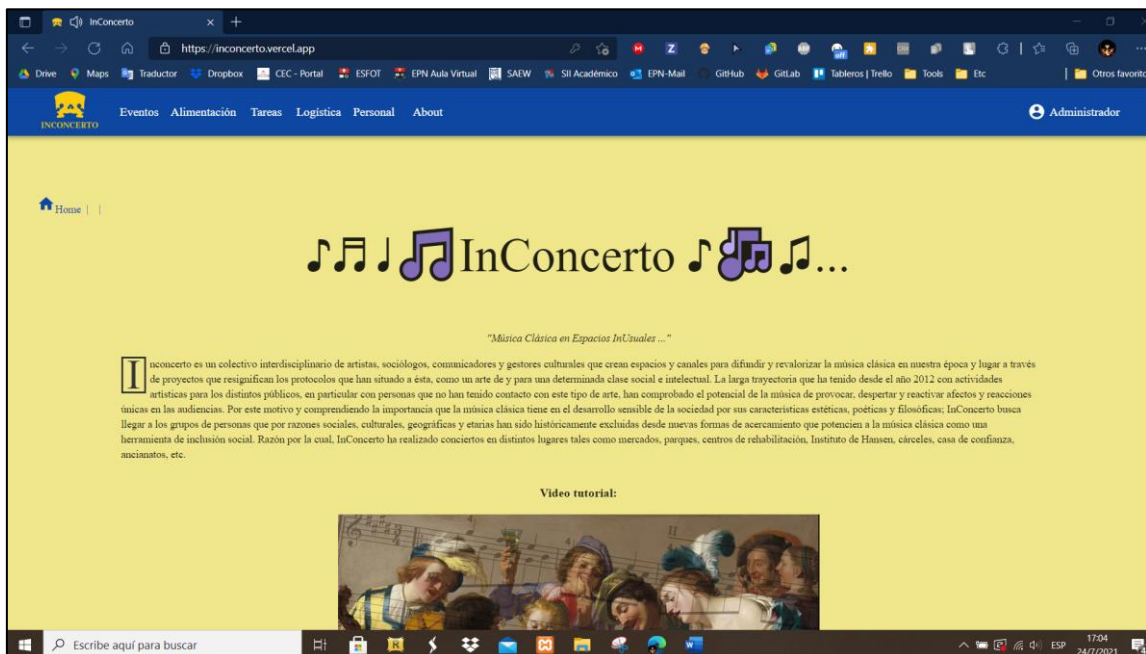 InConcerto
https://inconcerto.vercel.app
Drive Maps Traductor Dropbox CEC - Portal ESFOT EPN Aula Virtual SAEW SII Académico EPN-Mail GitHub GitLab Tableros | Trello Tools Etc Otros favorito
INCONCERTO
Eventos Alimentación Tareas Logística Personal About Administrador
Home | |
InConcerto ...
"Música Clásica en Espacios InUsuales ..."
Inconcerto es un colectivo interdisciplinario de artistas, sociólogos, comunicadores y gestores culturales que crean espacios y canales para difundir y revalorizar la música clásica en nuestra época y lugar a través
de proyectos que resignifican los protocolos que han situado a ésta, como un arte de y para una determinada clase social e intelectual. La larga trayectoria que ha tenido desde el año 2012 con actividades
artísticas para los distintos públicos, en particular con personas que no han tenido contacto con este tipo de arte, han comprobado el potencial de la música de provocar, despertar y reactivar afectos y reacciones
únicas en las audiencias. Por este motivo y comprendiendo la importancia que la música clásica tiene en el desarrollo sensible de la sociedad por sus características estéticas, poéticas y filosóficas; InConcerto busca
llegar a los grupos de personas que por razones sociales, culturales, geográficas y etarias han sido históricamente excluidas desde nuevas formas de acercamiento que potencien a la música clásica como una
herramienta de inclusión social. Razón por la cual, InConcerto ha realizado conciertos en distintos lugares tales como mercados, parques, centros de rehabilitación, Instituto de Hansen, cárceles, casa de confianza,
ancianatos, etc.
Video tutorial:
Escribe aquí para buscar
ESP
17:04
24/7/2021